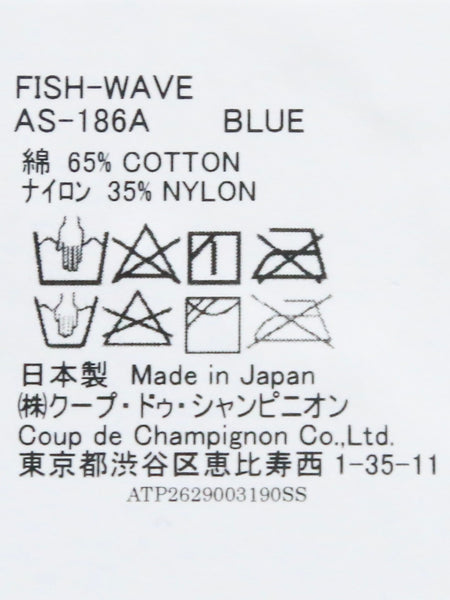 FISH-WAVE
AS-186A BLUE
綿 65% COTTON
ナイロン 35% NYLON
日本製 Made in Japan
㈱クープ・ドゥ・シャンピニオン
Coup de Champignon Co.,Ltd.
東京都渋谷区恵比寿西 1-35-11
ATP2629003190SS